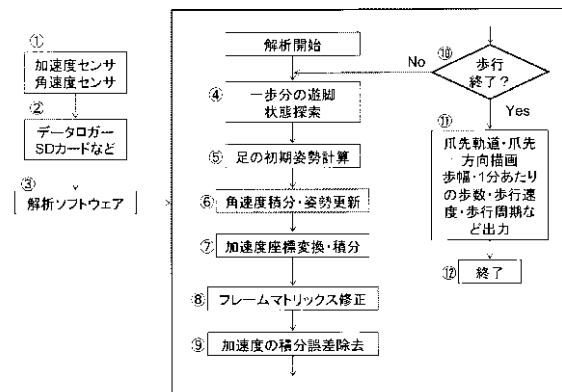 ①
加速度センサ
角速度センサ
②
データロガー
SDカードなど
③
解析ソフトウェア
解析開始
④
一歩分の遊脚
状態探索
⑤
足の初期姿勢計算
⑥
角速度積分・姿勢更新
⑦
加速度座標変換・積分
⑧
フレームマトリックス修正
⑨
加速度の積分誤差除去
⑩
歩行
終了?
No
Yes
⑪
爪先軌道・爪先
方向描画
歩幅・1分あたり
の歩数・歩行速
度・歩行周期な
ど出力
⑫
終了